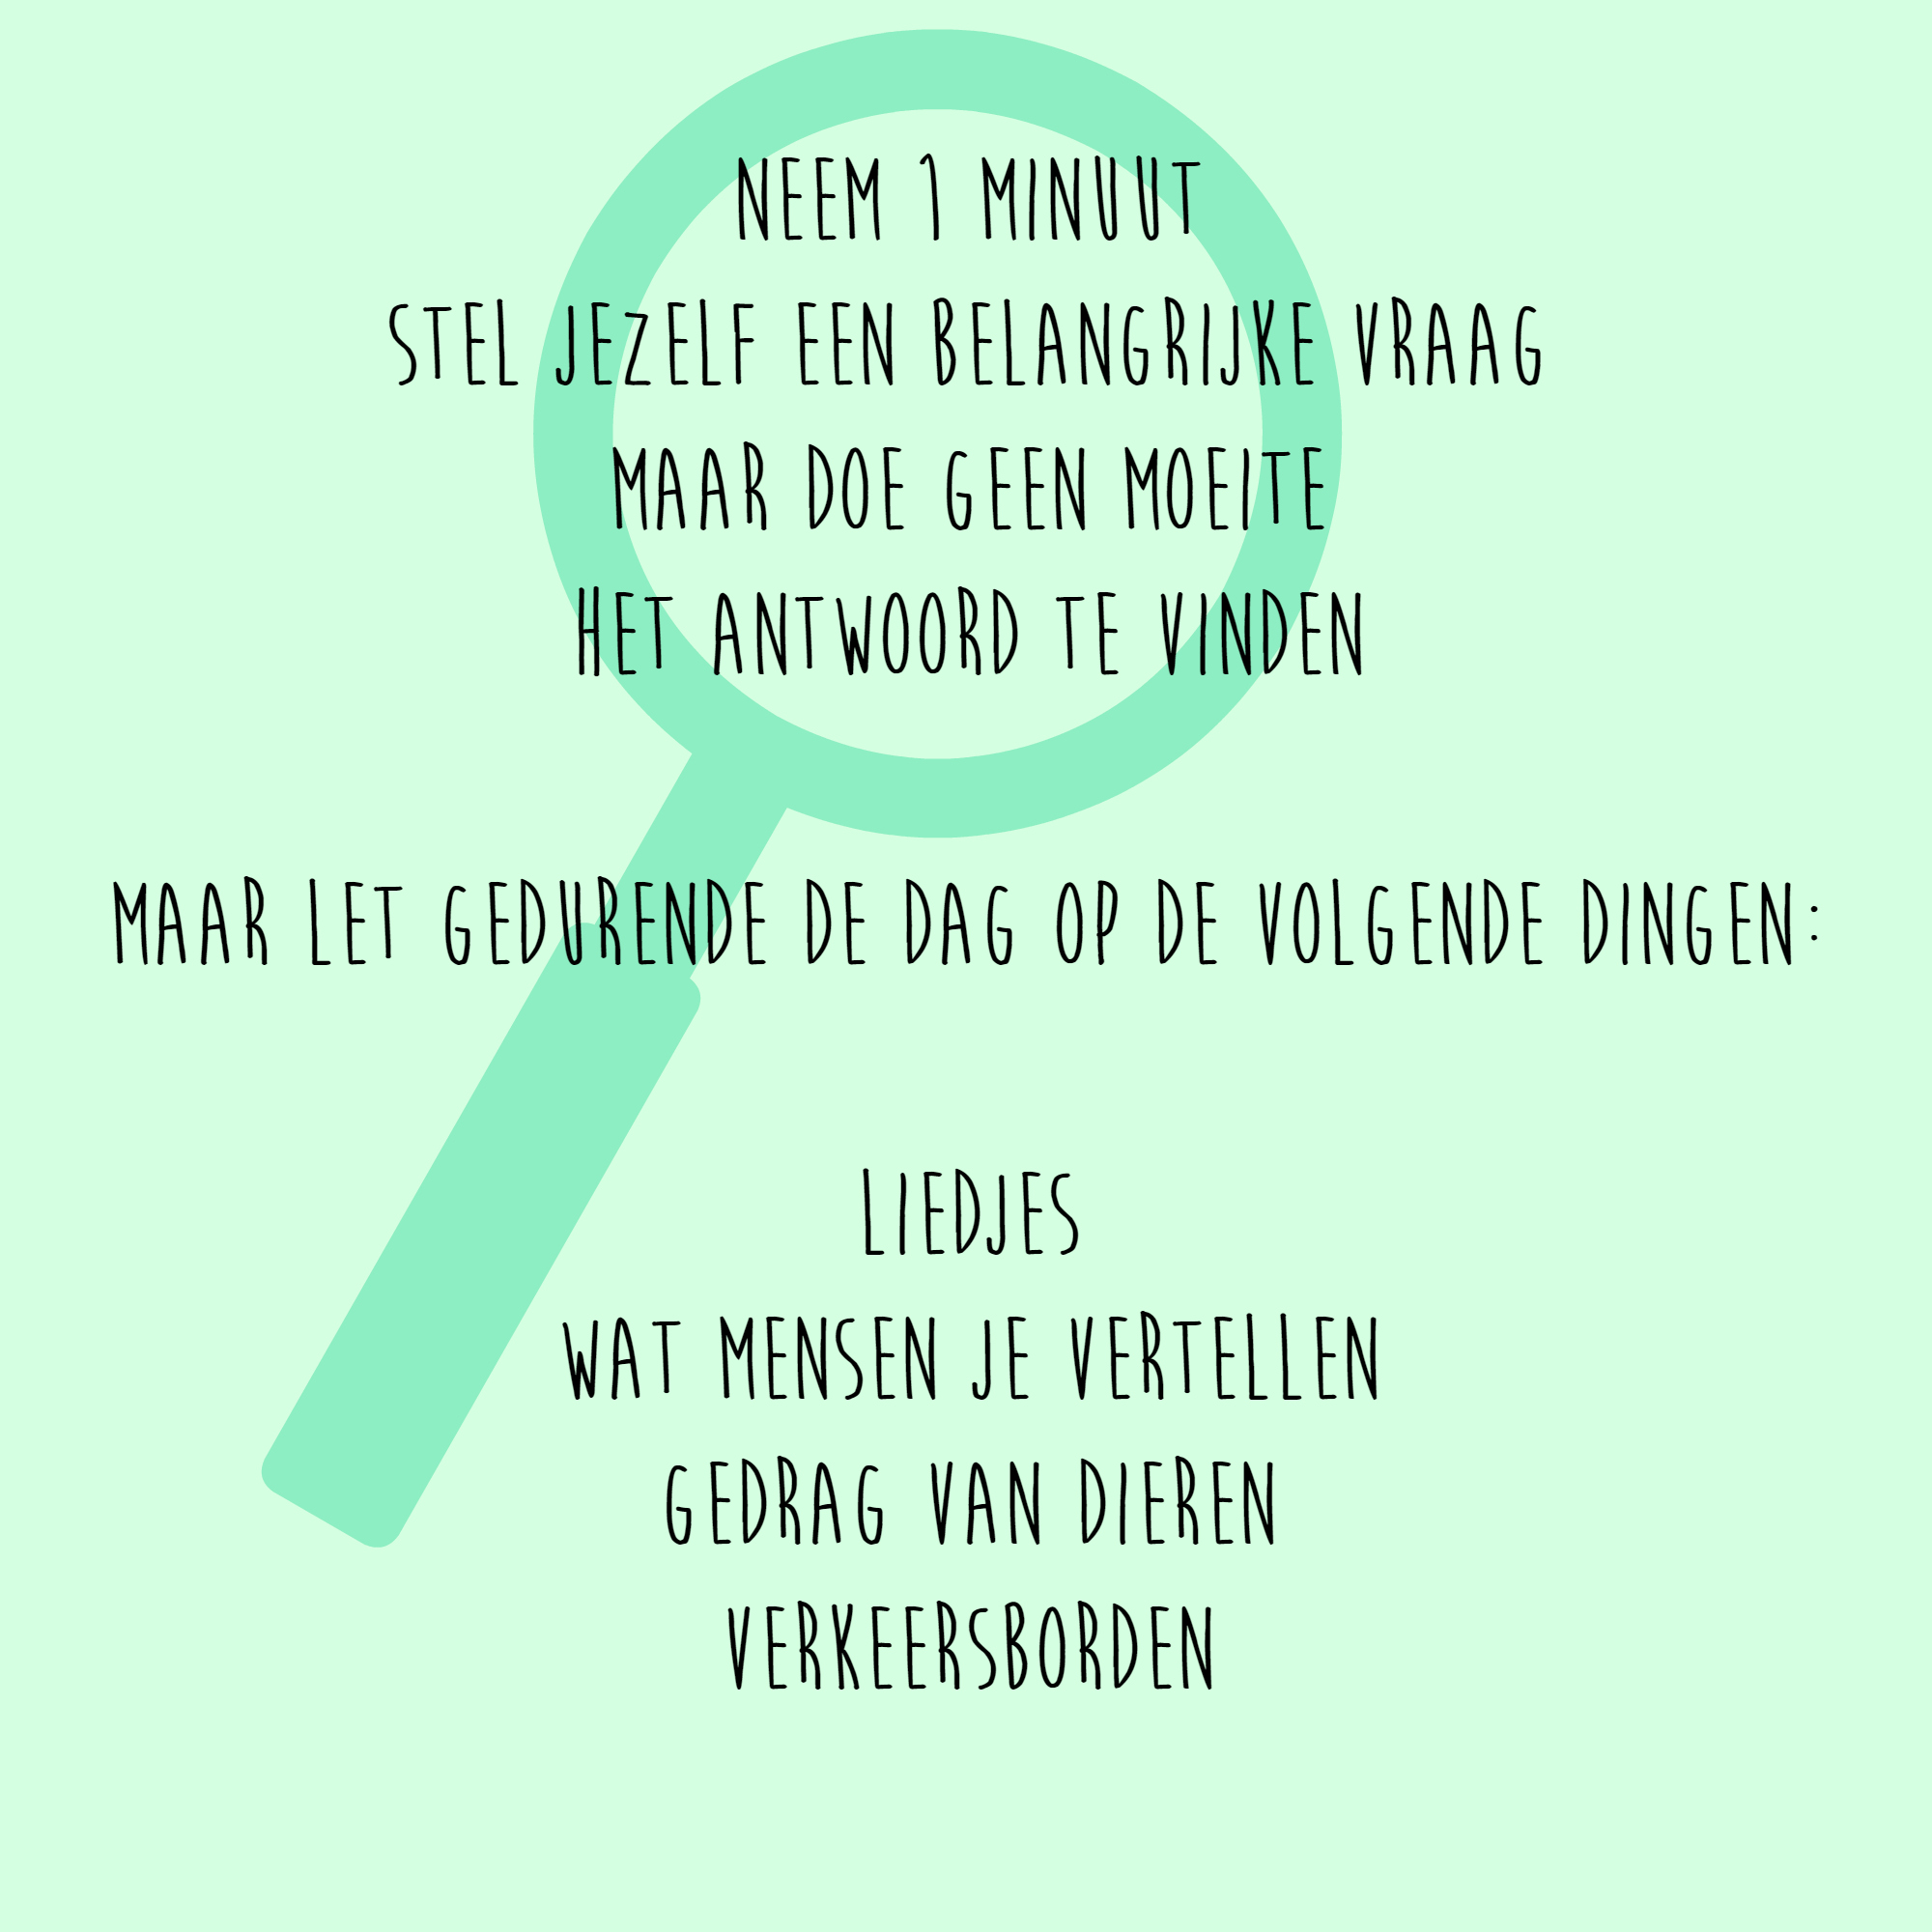 NEEM 1 MINUUT
STEL JEZELF EEN BELANGRIJKE VRAAG
MAAR DOE GEEN MOEITE
HET ANTWOORD TE VINDEN
MAAR LET GEDURENDE DE DAG OP DE VOLGENDE DINGEN:
LIEDJES
WAT MENSEN JE VERTELLEN
GEDRAG VAN DIEREN
VERKEERSBORDEN